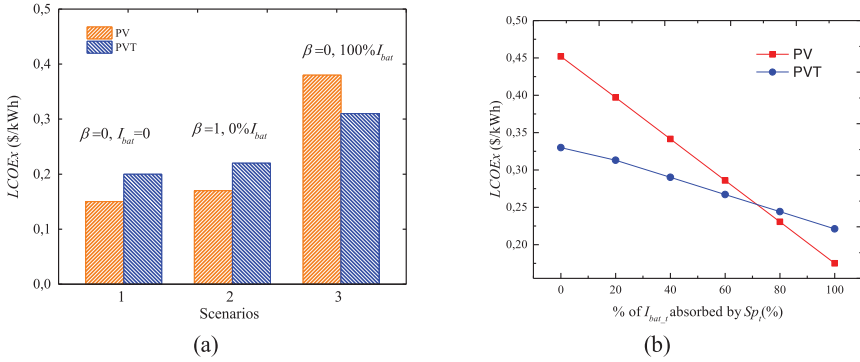 0,5
0,4
0,3
0,2
0,1
0,0
LCOEx ($/kWh)
PV
PVT
β=0, I_bat=0
β=1, 0%I_bat
β=0, 100%I_bat
1 2 3
Scenarios
(a)
0,50
0,45
0,40
0,35
0,30
0,25
0,20
LCOEx ($/kWh)
PV
PVT
0 20 40 60 80 100
% of I_bat_t absorbed by Sp_t(%)
(b)